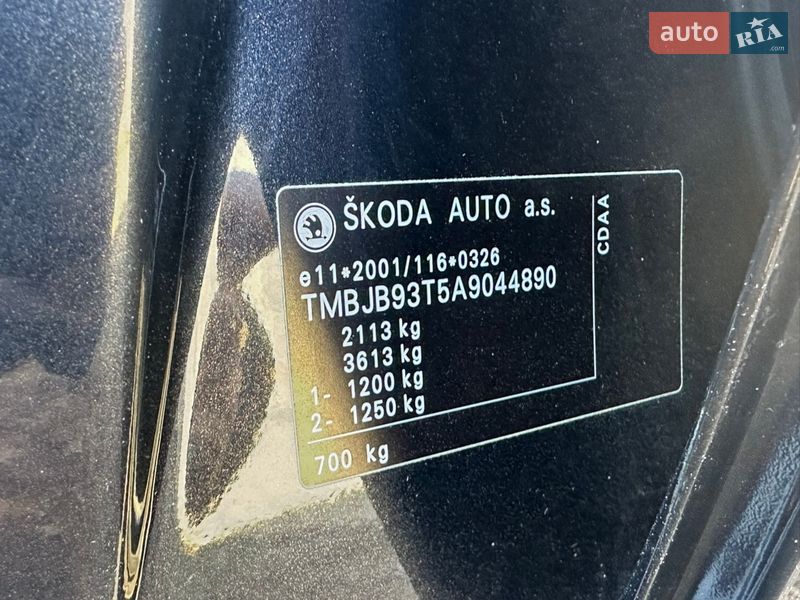 auto RIA .com
ŠKODA AUTO a.s.
CDAA
e11*2001/116*0326
TMBJB93T5A9044890
2113 kg
3613 kg
1- 1200 kg
2- 1250 kg
700 kg